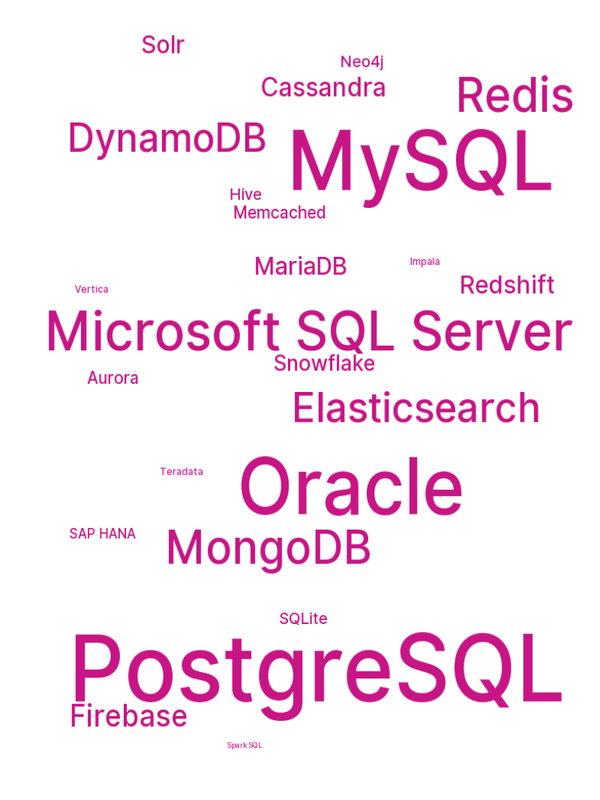 Solr
Neo4j
Cassandra
Redis
DynamoDB
MySQL
Hive
Memcached
MariaDB
Impala
Redshift
Vertica
Microsoft SQL Server
Snowflake
Aurora
Elasticsearch
Oracle
Teradata
SAP HANA
MongoDB
SQLite
PostgreSQL
Firebase
Spark SQL